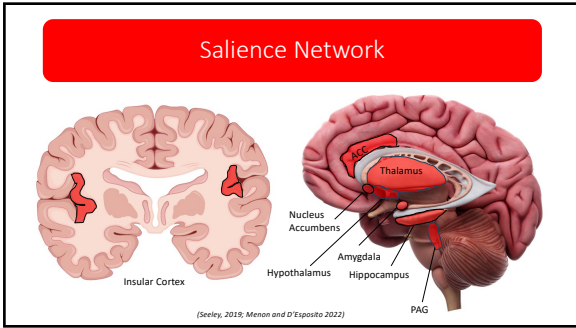 Salience Network
ACC
Thalamus
Nucleus
Accumbens
Amygdala
Hypothalamus
Hippocampus
Insular Cortex
PAG
(Seeley, 2019; Menon and D'Esposito 2022)